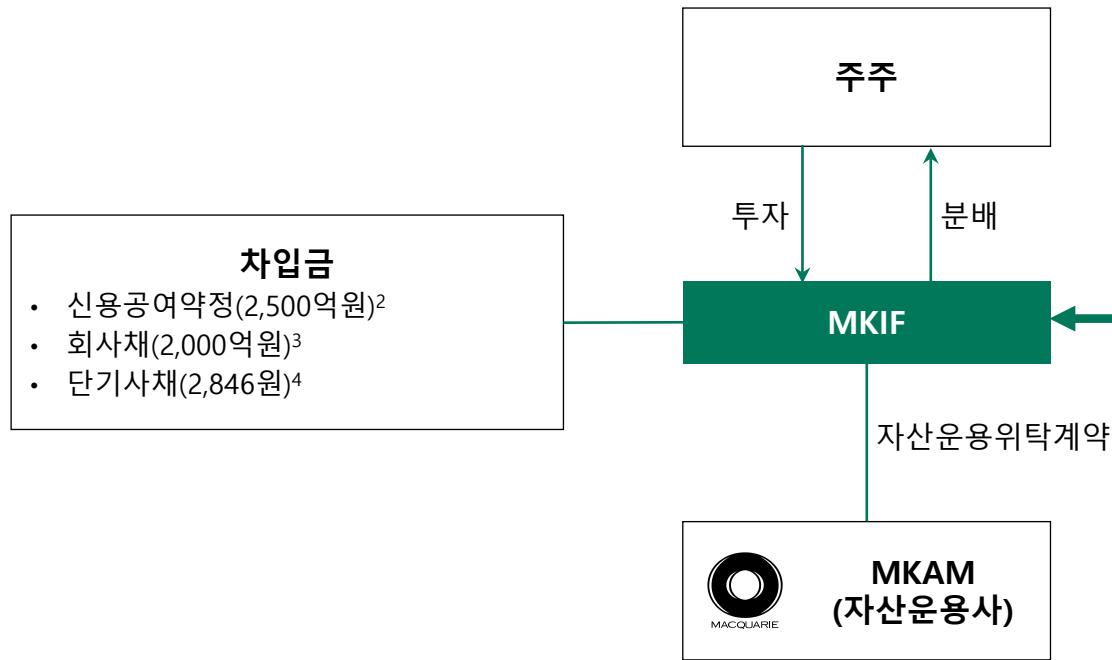 주주
투자
분배
차입금
• 신용공여약정(2,500억원)2
• 회사채(2,000억원)3
• 단기사채(2,846원)4
MKIF
자산운용위탁계약
MACQUARIE
MKAM
(자산운용사)